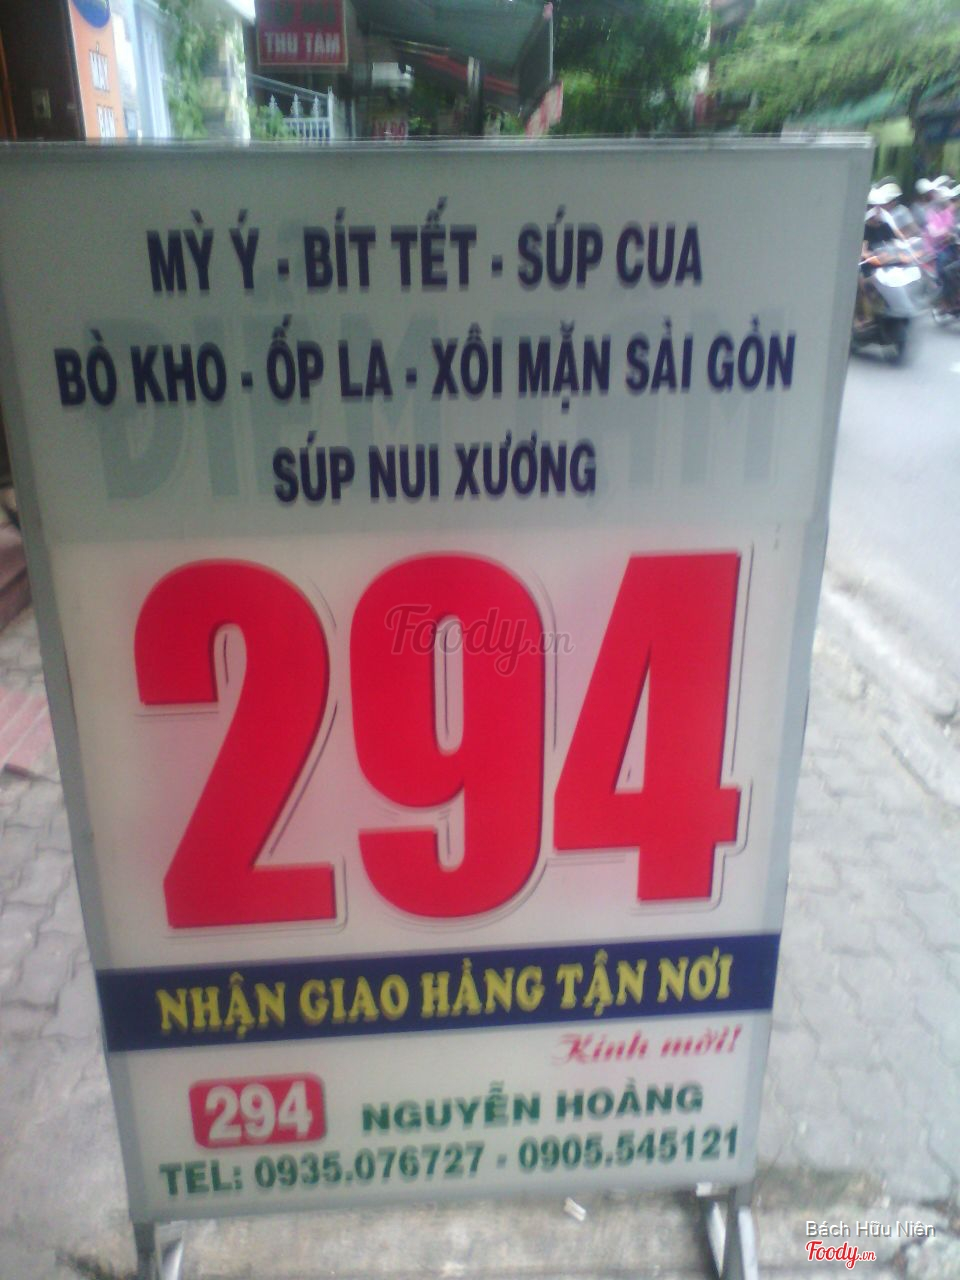 THU TÂM
MỲ Ý - BÍT TẾT - SÚP CUA
BÒ KHO - ỐP LA - XÔI MẶN SÀI GÒN
SÚP NUI XƯƠNG
294
Foody.vn
NHẬN GIAO HÀNG TẬN NƠI
Kính mời!
294 NGUYỄN HOÀNG
TEL: 0935.076727 - 0905.545121
Bách Hữu Niên
Foody.vn